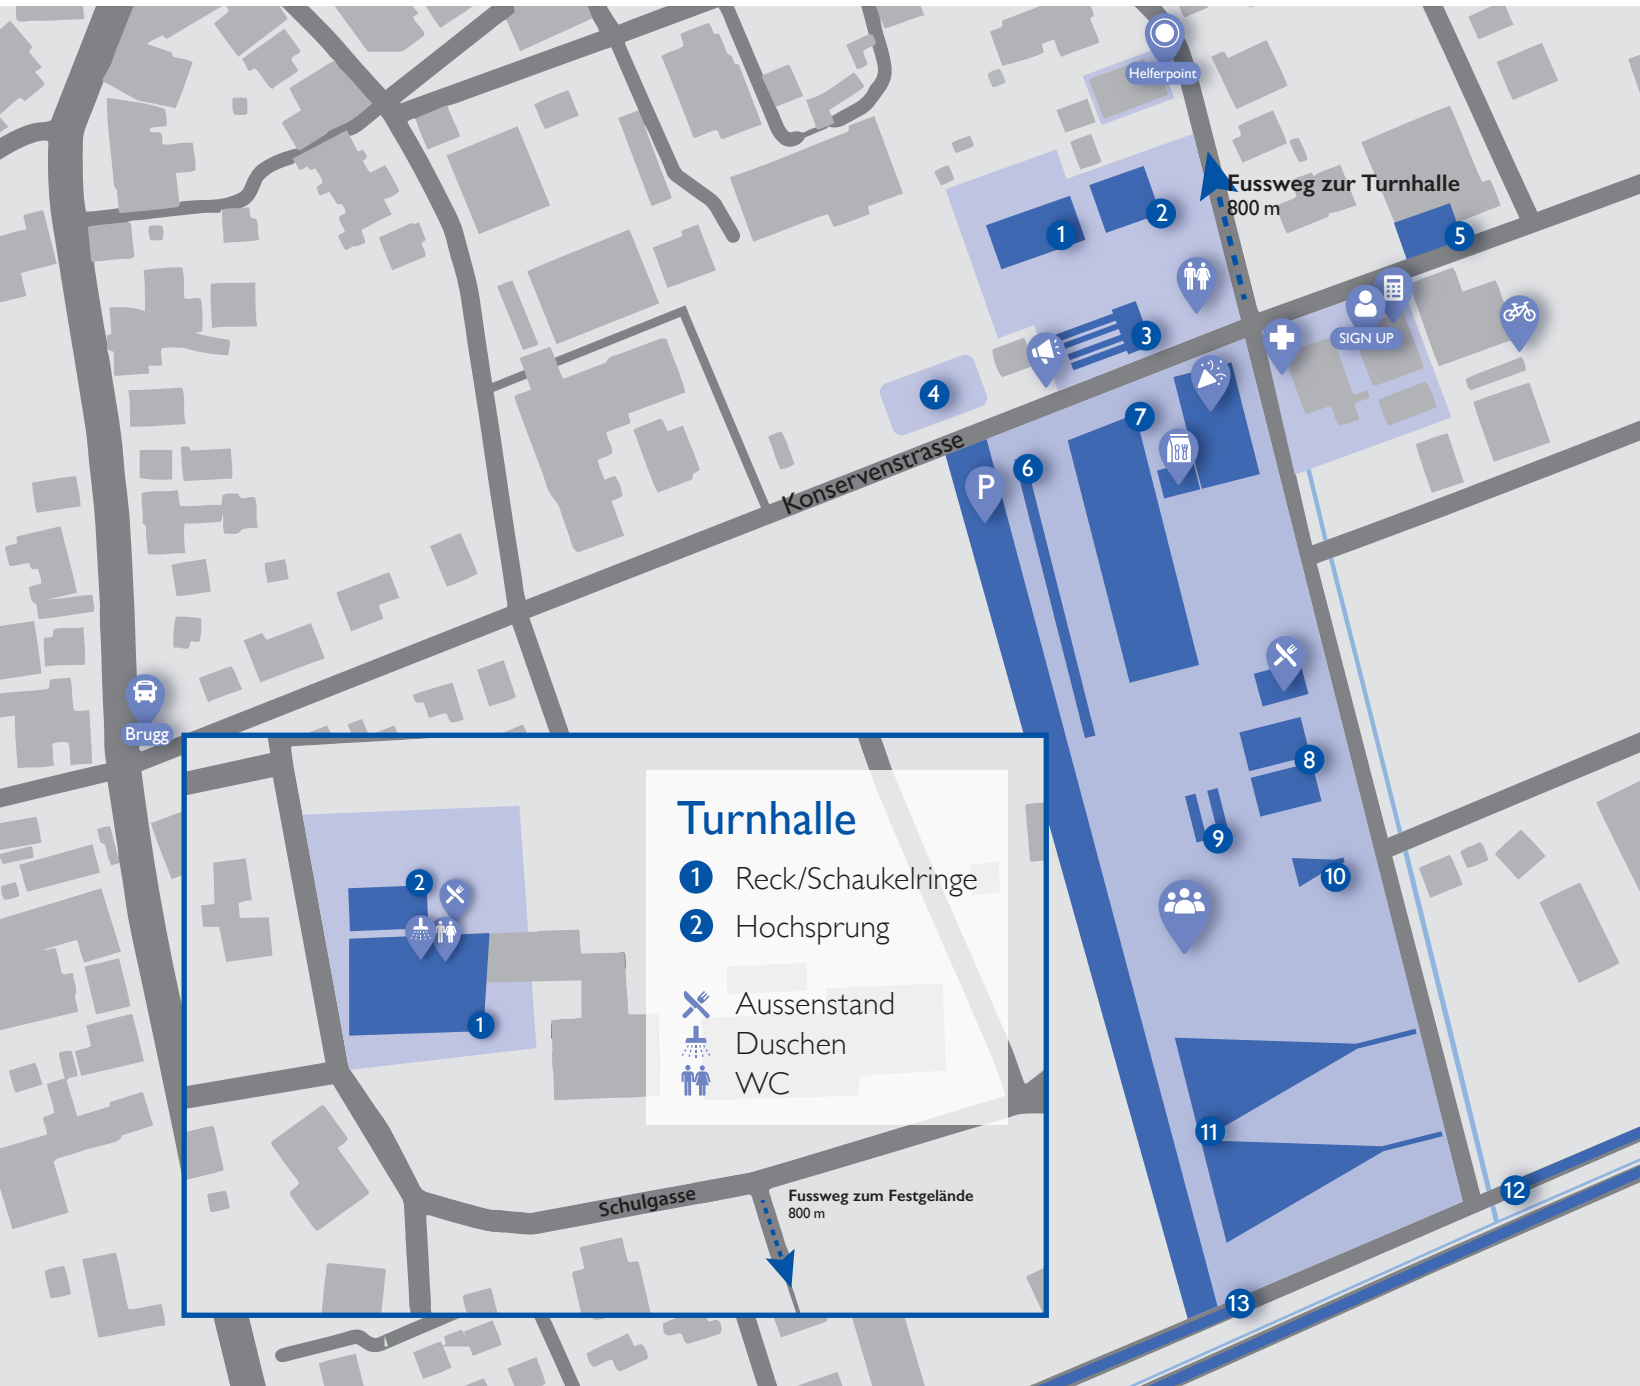 Helferpoint
Fussweg zur Turnhalle
800 m
1
2
5
3
SIGN UP
4
7
6
P
Konservenstrasse
Brugg
8
9
10
11
12
13
Turnhalle
1 Reck/Schaukelringe
2 Hochsprung
Aussenstand
Duschen
WC
2
1
Schulgasse
Fussweg zum Festgelände
800 m